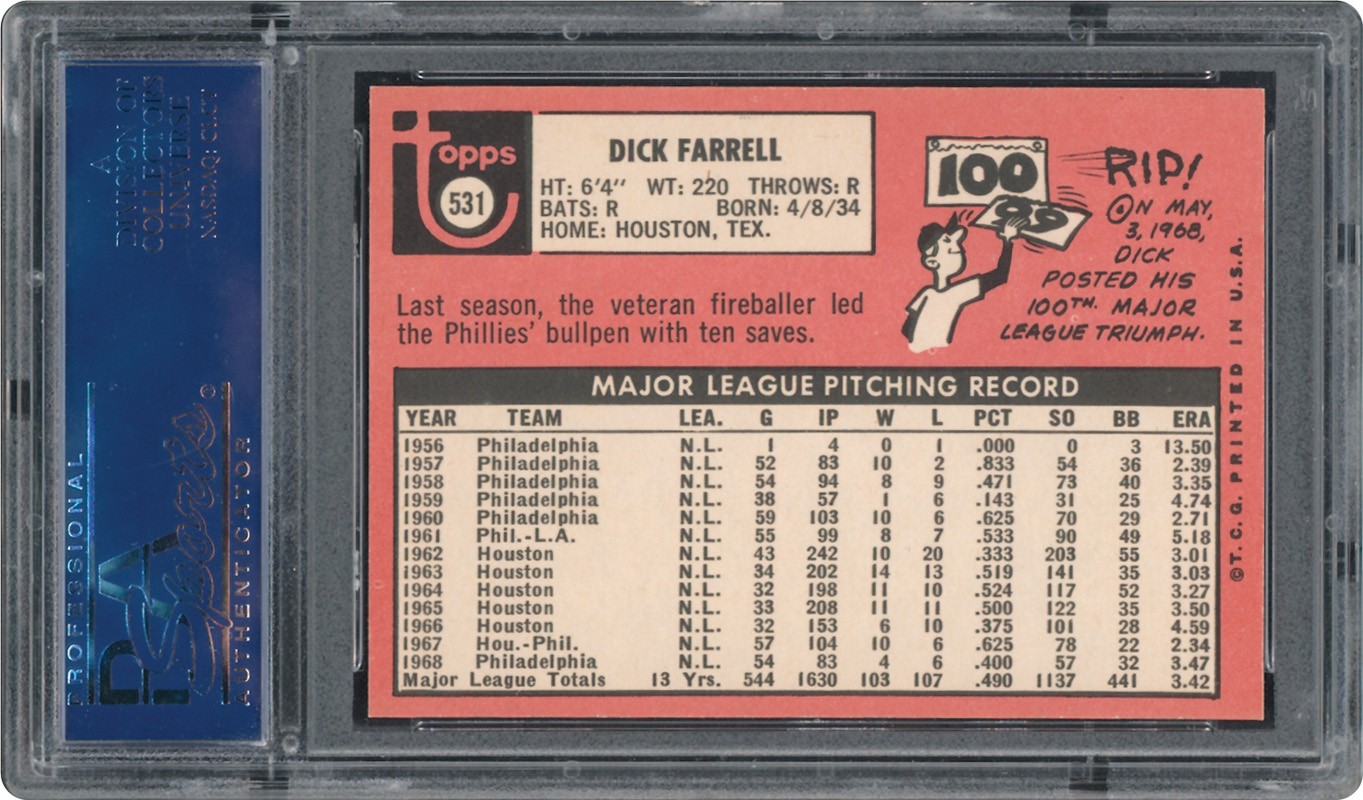 A
DIVISION OF
COLLECTORS
UNIVERSE
NASDAQ: CLCT
PROFESSIONAL
PSA
Sports©
AUTHENTICATOR
Topps
531
DICK FARRELL
HT: 6'4" WT: 220 THROWS: R
BATS: R BORN: 4/8/34
HOME: HOUSTON, TEX.
100
99
RIP!
ON MAY,
3, 1968,
DICK
POSTED HIS
100TH. MAJOR
LEAGUE TRIUMPH.
Last season, the veteran fireballer led
the Phillies' bullpen with ten saves.
MAJOR LEAGUE PITCHING RECORD
YEAR TEAM LEA. G IP W L PCT SO BB ERA
1956 Philadelphia N.L. 1 4 0 1 .000 0 3 13.50
1957 Philadelphia N.L. 52 83 10 2 .833 54 36 2.39
1958 Philadelphia N.L. 54 94 8 9 .471 73 40 3.35
1959 Philadelphia N.L. 38 57 1 6 .143 31 25 4.74
1960 Philadelphia N.L. 59 103 10 6 .625 70 29 2.71
1961 Phil.-L.A. N.L. 55 99 8 7 .533 90 49 5.18
1962 Houston N.L. 43 242 10 20 .333 203 55 3.01
1963 Houston N.L. 34 202 14 13 .519 141 35 3.03
1964 Houston N.L. 32 198 11 10 .524 117 52 3.27
1965 Houston N.L. 33 208 11 11 .500 122 35 3.50
1966 Houston N.L. 32 153 6 10 .375 101 28 4.59
1967 Hou.-Phil. N.L. 57 104 10 6 .625 78 22 2.34
1968 Philadelphia N.L. 54 83 4 6 .400 57 32 3.47
Major League Totals 13 Yrs. 544 1630 103 107 .490 1137 441 3.42
©T.C.G. PRINTED IN U.S.A.